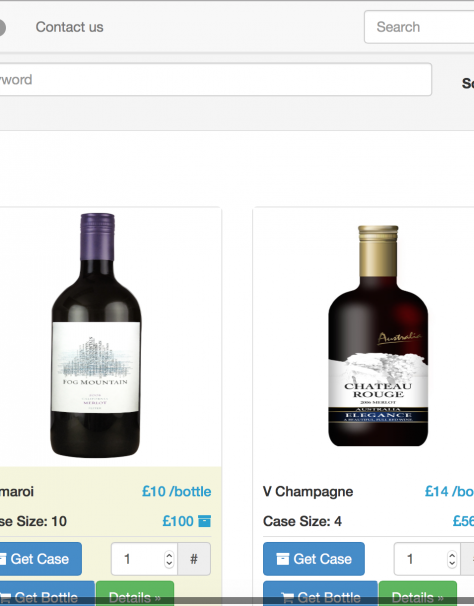 Contact us
Search
word
So
FOG MOUNTAIN
MERLOT
Australia
CHATEAU
ROUGE
2006 MERLOT
AUSTRALIA
ELEGANCE
maroi £10 /bottle
V Champagne £14 /bo
se Size: 10 £100
Case Size: 4 £56
Get Case 1 #
Get Case 1
Get Bottle Details »
Get Bottle Details »